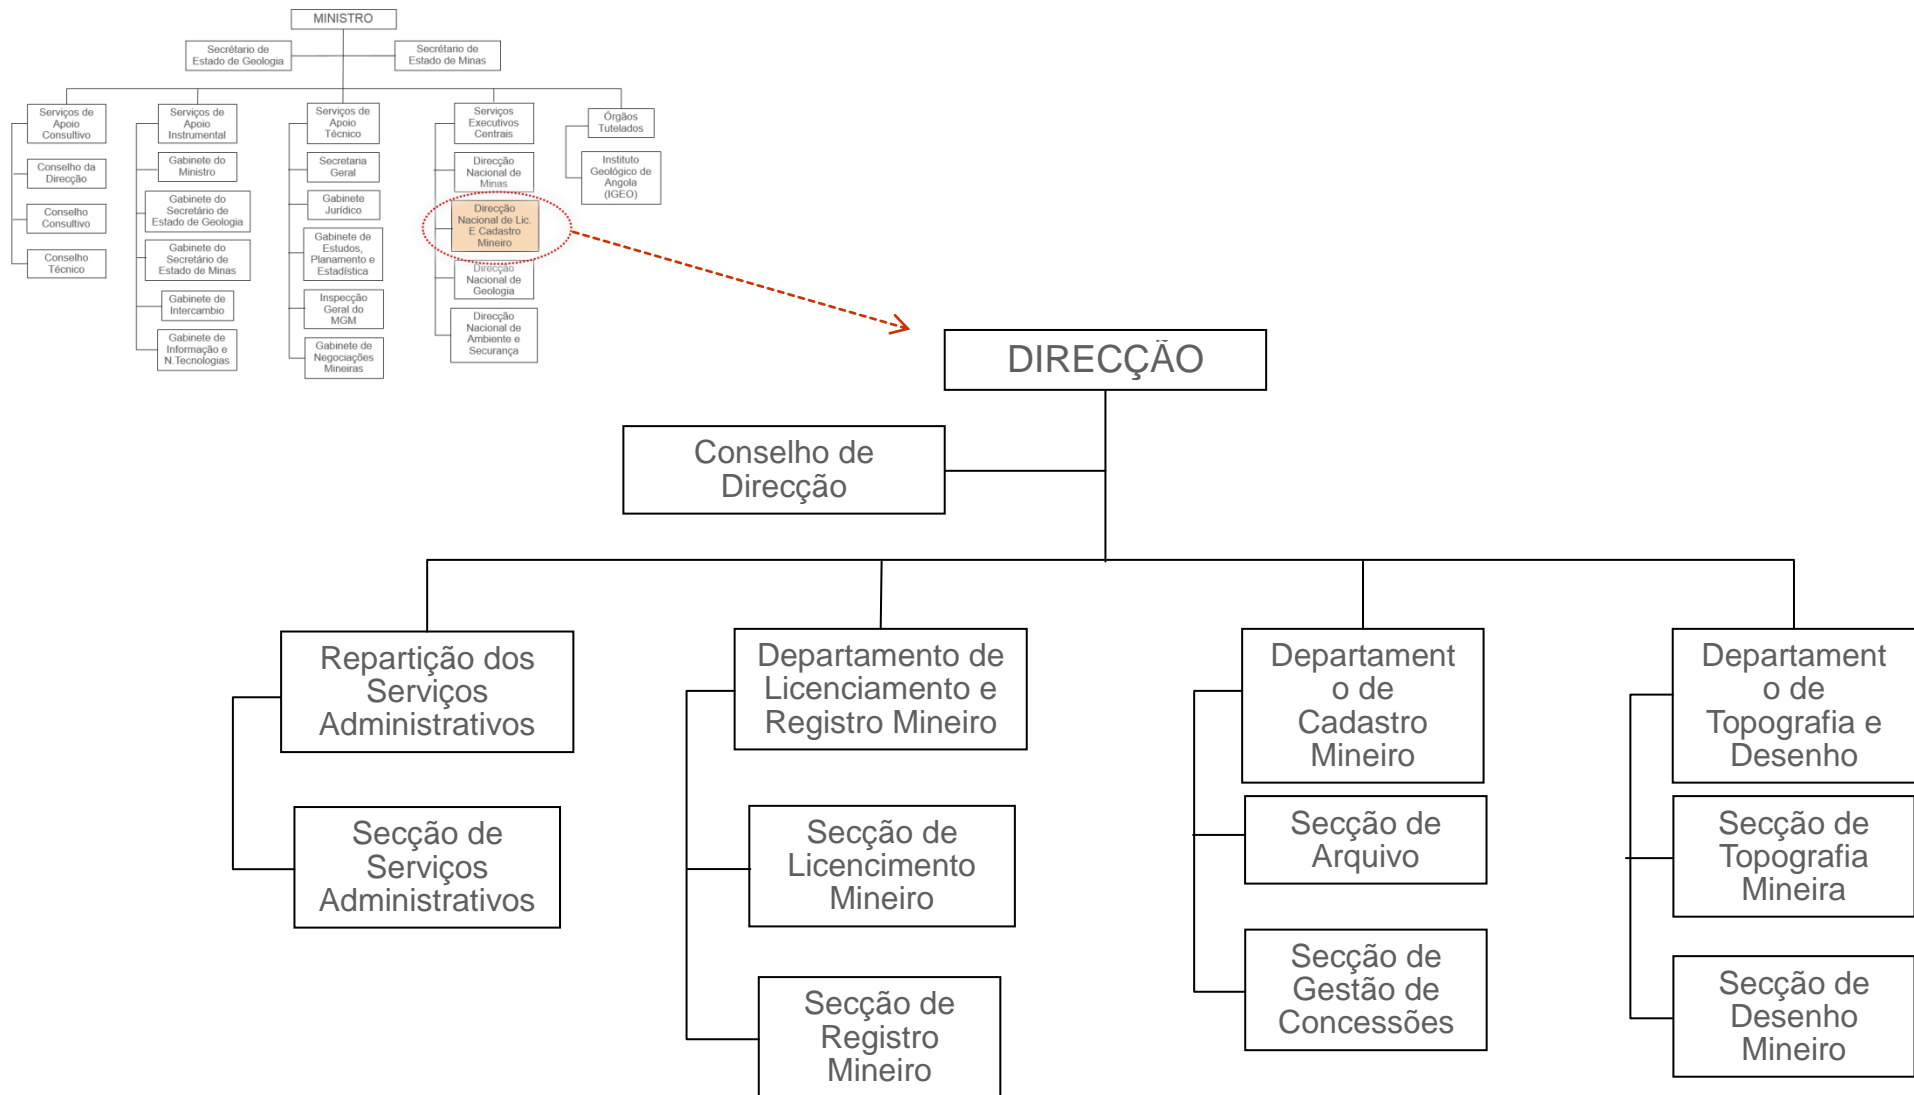 MINISTRO
Secrétario de
Estado de Geologia
Secrétario de
Estado de Minas
Serviços de
Apoio
Consultivo
Conselho da
Direcção
Conselho
Consultivo
Conselho
Técnico
Serviços de
Apoio
Instrumental
Gabinete do
Ministro
Gabinete do
Secretário de
Estado de Geologia
Gabinete do
Secretário de
Estado de Minas
Gabinete de
Intercambio
Gabinete de
Informação e
N.Tecnologias
Serviços de
Apoio
Técnico
Secretaria
Geral
Gabinete
Jurídico
Gabinete de
Estudos,
Planamento e
Estadística
Inspecção
Geral do
MGM
Gabinete de
Negociações
Mineiras
Serviços
Executivos
Centrais
Direcção
Nacional de
Minas
Direcção
Nacional de Lic.
E Cadastro
Mineiro
Direcção
Nacional de
Geologia
Direcção
Nacional de
Ambiente e
Securança
Órgãos
Tutelados
Instituto
Geológico de
Angola
(IGEO)
DIRECÇÃO
Conselho de
Direcção
Repartição dos
Serviços
Administrativos
Secção de
Serviços
Administrativos
Departamento de
Licenciamento e
Registro Mineiro
Secção de
Licencimento
Mineiro
Secção de
Registro
Mineiro
Departament
o de
Cadastro
Mineiro
Secção de
Arquivo
Secção de
Gestão de
Concessões
Departament
o de
Topografia e
Desenho
Secção de
Topografia
Mineira
Secção de
Desenho
Mineiro